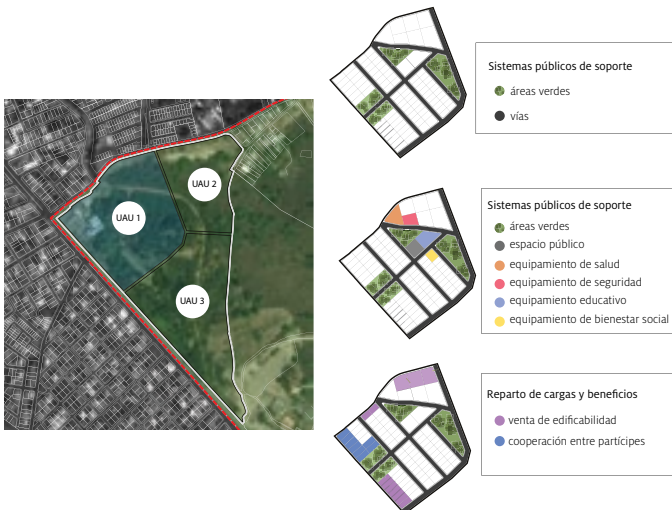 UAU 1
UAU 2
UAU 3
Sistemas públicos de soporte
áreas verdes
vías
Sistemas públicos de soporte
áreas verdes
espacio público
equipamiento de salud
equipamiento de seguridad
equipamiento educativo
equipamiento de bienestar social
Reparto de cargas y beneficios
venta de edificabilidad
cooperación entre partícipes